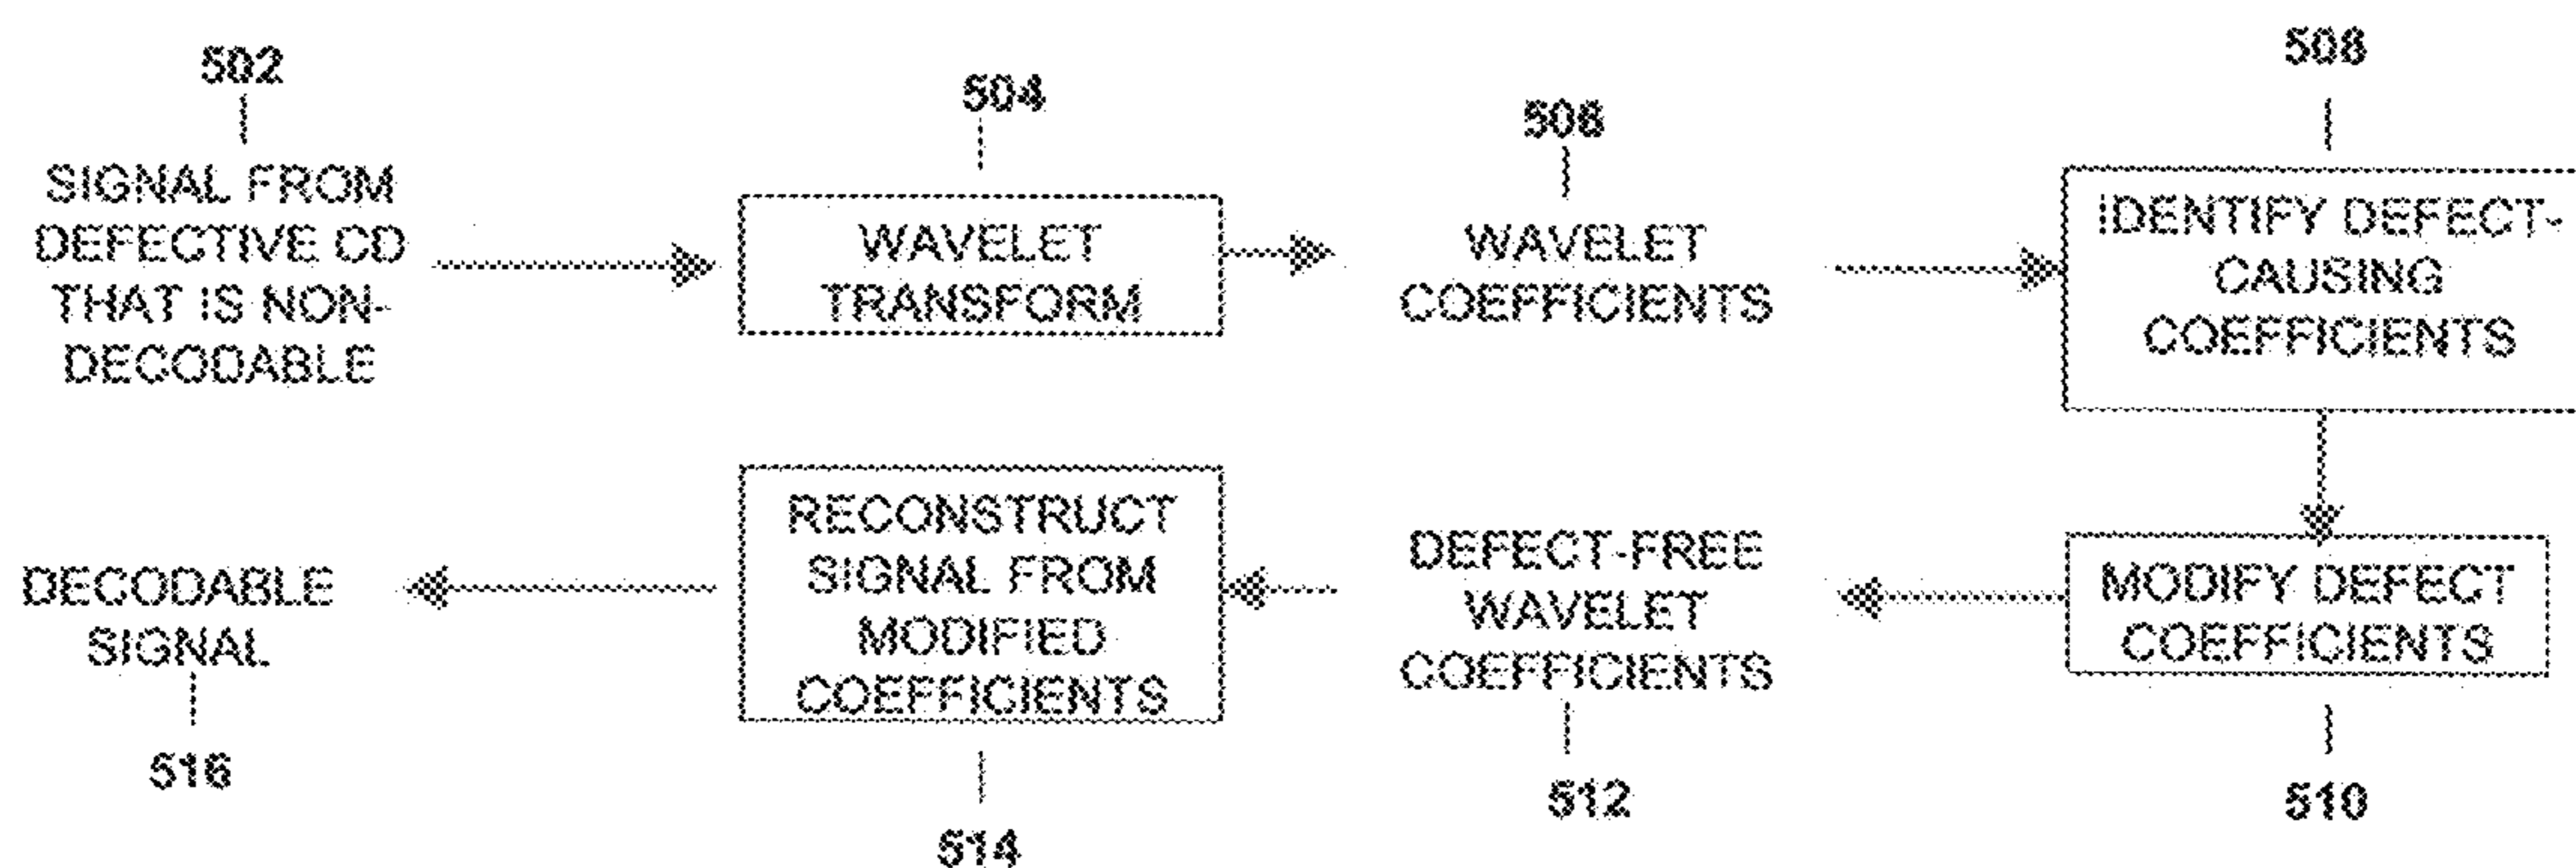 502
SIGNAL FROM
DEFECTIVE CD
THAT IS NON-
DECODABLE
504
WAVELET
TRANSFORM
506
WAVELET
COEFFICIENTS
508
IDENTIFY DEFECT-
CAUSING
COEFFICIENTS
MODIFY DEFECT
COEFFICIENTS
510
DEFECT-FREE
WAVELET
COEFFICIENTS
512
RECONSTRUCT
SIGNAL FROM
MODIFIED
COEFFICIENTS
514
DECODABLE
SIGNAL
516